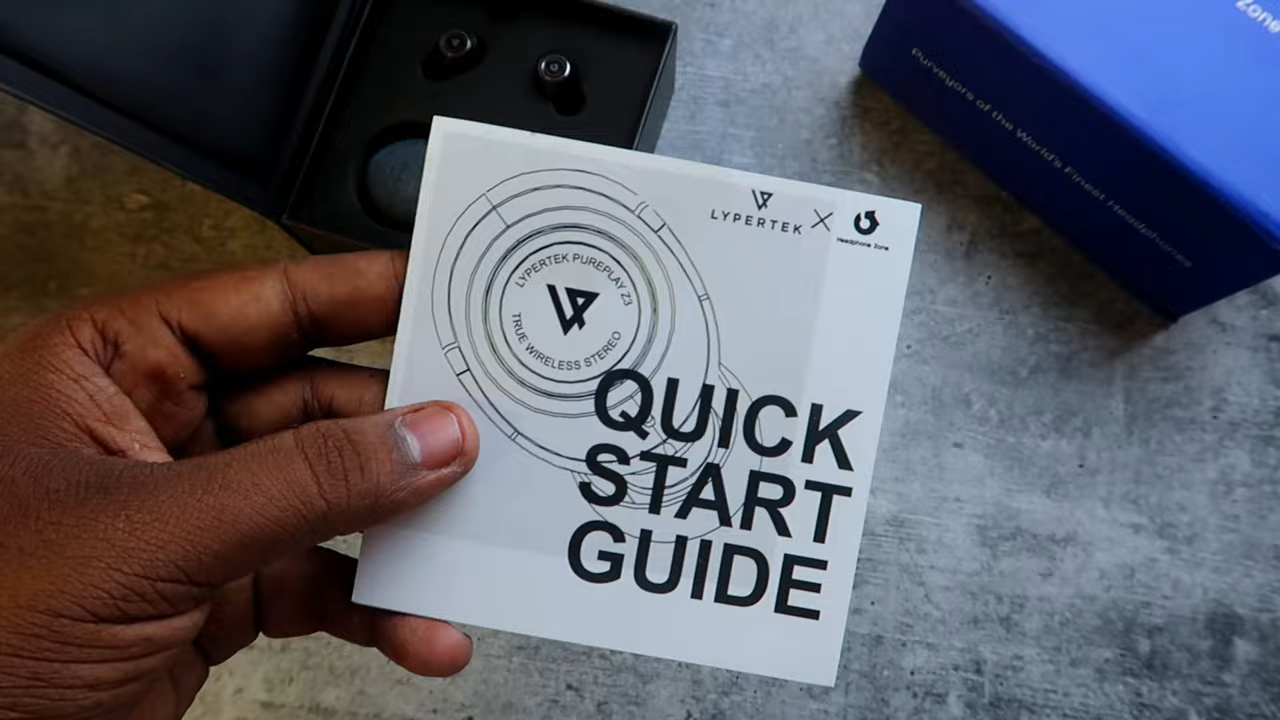 Zone
Purveyors of the World's Finest Headphones
LYPERTEK
Headphone Zone
LYPERTEK PUREPLAY Z3
TRUE WIRELESS STEREO
QUICK
START
GUIDE